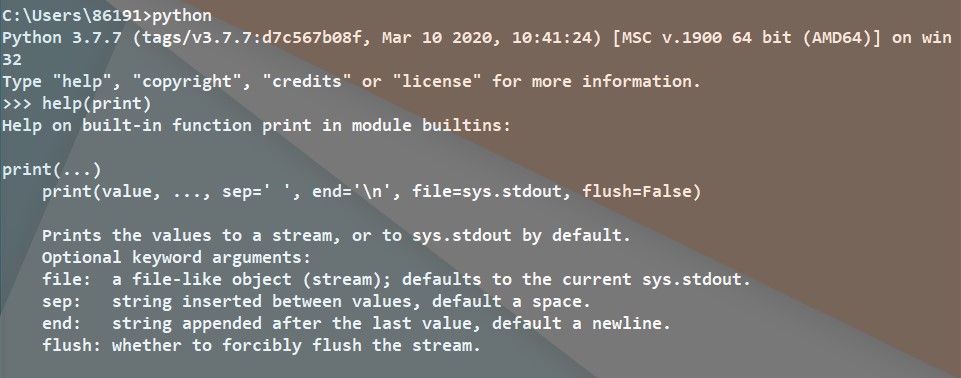 C:\Users\86191>python
Python 3.7.7 (tags/v3.7.7:d7c567b08f, Mar 10 2020, 10:41:24) [MSC v.1900 64 bit (AMD64)] on win
32
Type "help", "copyright", "credits" or "license" for more information.
>>> help(print)
Help on built-in function print in module builtins:

print(...)
    print(value, ..., sep=' ', end='\n', file=sys.stdout, flush=False)

    Prints the values to a stream, or to sys.stdout by default.
    Optional keyword arguments:
    file:  a file-like object (stream); defaults to the current sys.stdout.
    sep:   string inserted between values, default a space.
    end:   string appended after the last value, default a newline.
    flush: whether to forcibly flush the stream.